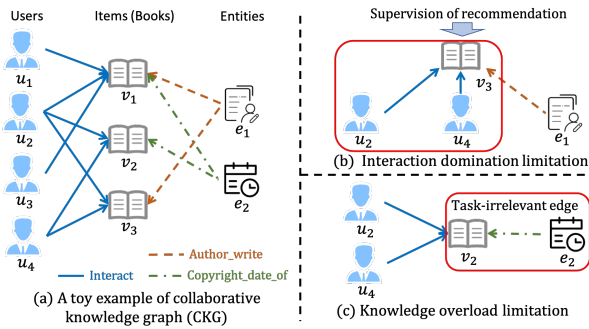 Users
Items (Books)
Entities
u1
u2
u3
u4
v1
v2
v3
e1
e2
Author_write
Interact
Copyright_date_of
(a) A toy example of collaborative
knowledge graph (CKG)
Supervision of recommendation
v3
u2
u4
e1
(b) Interaction domination limitation
Task-irrelevant edge
u2
u4
v2
e2
(c) Knowledge overload limitation